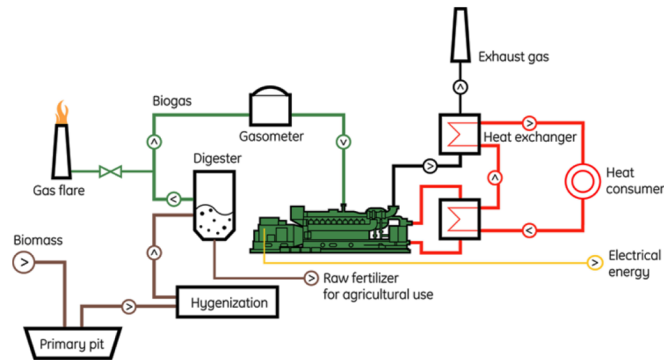 Exhaust gas
Biogas
Gasometer
Heat exchanger
Digester
Gas flare
Heat
consumer
Biomass
Electrical
energy
Raw fertilizer
for agricultural use
Hygenization
Primary pit